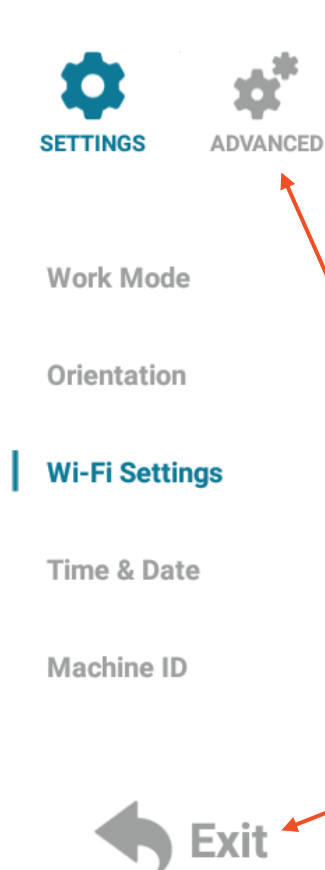 SETTINGS ADVANCED
Work Mode
Orientation
Wi-Fi Settings
Time & Date
Machine ID
Exit